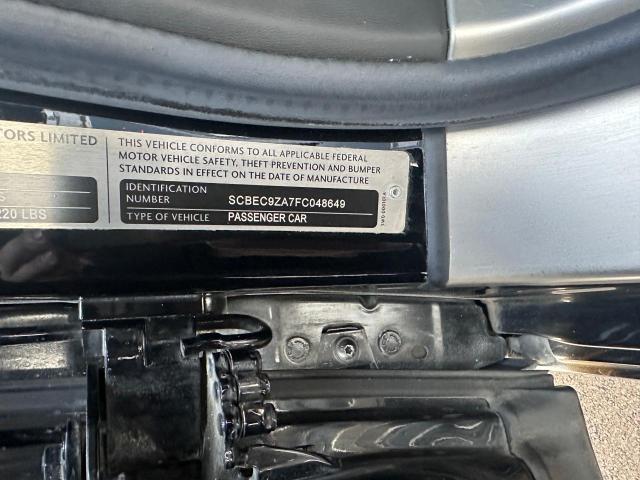 TORS LIMITED
220 LBS
THIS VEHICLE CONFORMS TO ALL APPLICABLE FEDERAL
MOTOR VEHICLE SAFETY, THEFT PREVENTION AND BUMPER
STANDARDS IN EFFECT ON THE DATE OF MANUFACTURE
IDENTIFICATION
NUMBER SCBEC9ZA7FC048649
TYPE OF VEHICLE PASSENGER CAR